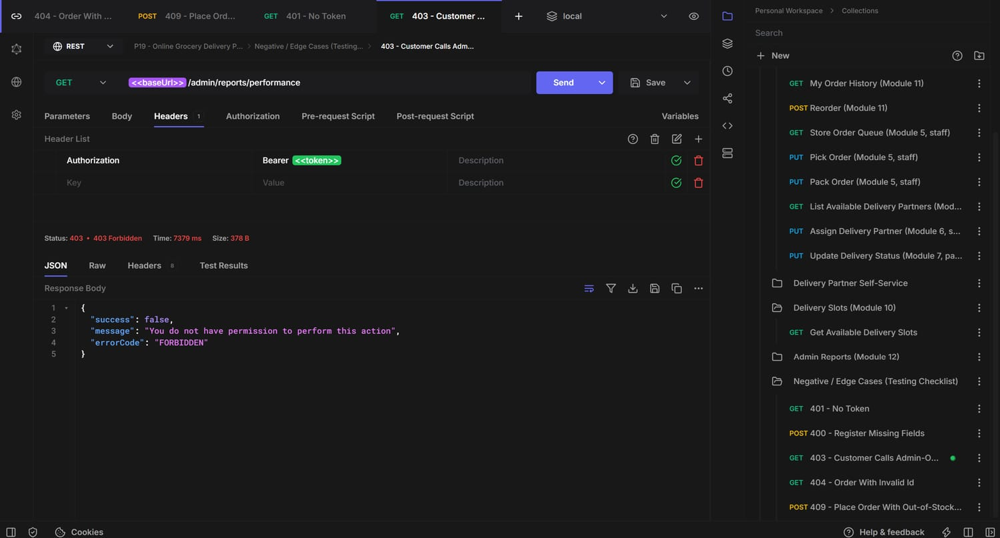 404 - Order With ...
POST 409 - Place Ord...
GET 401 - No Token
GET 403 - Customer ...
local
REST
P19 - Online Grocery Delivery P... > Negative / Edge Cases (Testing... > 403 - Customer Calls Adm...
GET
<<baseUrl>> /admin/reports/performance
Send
Save
Parameters
Body
Headers 1
Authorization
Pre-request Script
Post-request Script
Variables
Header List
Authorization Bearer <<token>> Description
Key Value Description
Status: 403 • 403 Forbidden Time: 7379 ms Size: 378 B
JSON
Raw
Headers 8
Test Results
Response Body
1 {
2 "success": false,
3 "message": "You do not have permission to perform this action",
4 "errorCode": "FORBIDDEN"
5 }
Personal Workspace > Collections
Search
New
GET My Order History (Module 11)
POST Reorder (Module 11)
GET Store Order Queue (Module 5, staff)
PUT Pick Order (Module 5, staff)
PUT Pack Order (Module 5, staff)
GET List Available Delivery Partners (Mod...
PUT Assign Delivery Partner (Module 6, s...
PUT Update Delivery Status (Module 7, pa...
Delivery Partner Self-Service
Delivery Slots (Module 10)
GET Get Available Delivery Slots
Admin Reports (Module 12)
Negative / Edge Cases (Testing Checklist)
GET 401 - No Token
POST 400 - Register Missing Fields
GET 403 - Customer Calls Admin-O...
GET 404 - Order With Invalid Id
POST 409 - Place Order With Out-of-Stock...
Cookies
Help & feedback